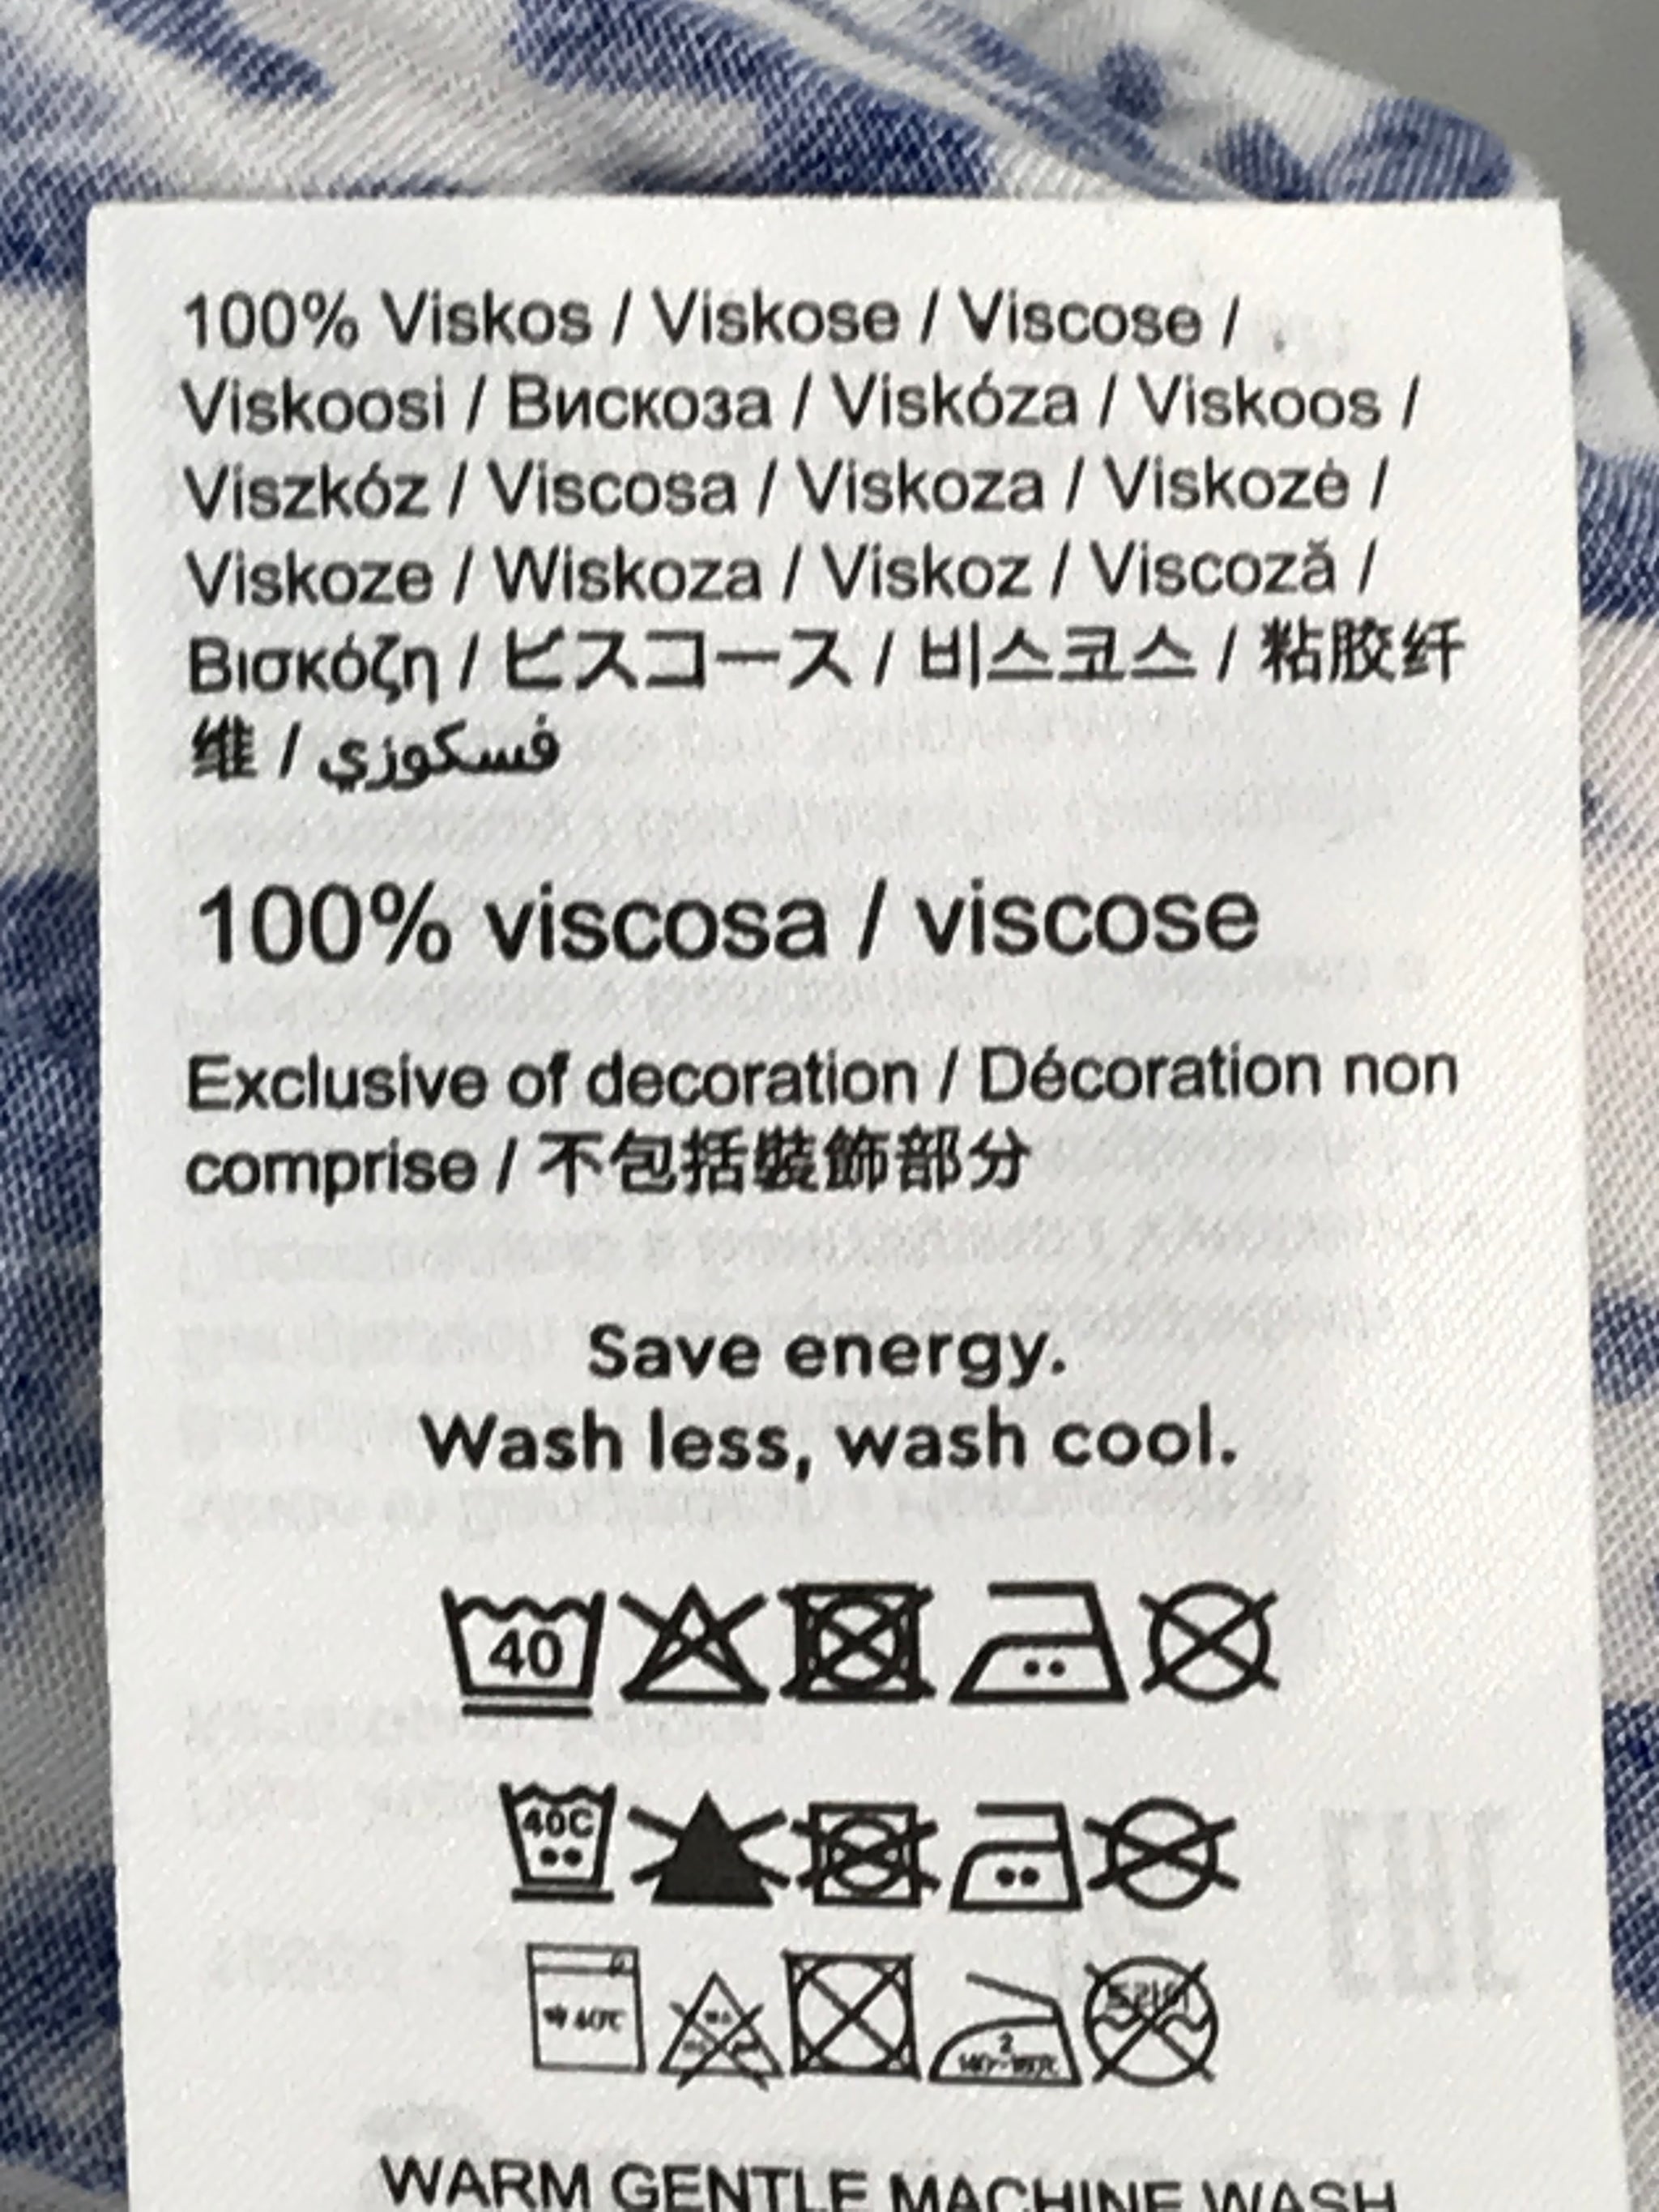 100% Viskos / Viskose / Viscose /
Viskoosi / Вискоза / Viskóza / Viskoos /
Viszkóz / Viscosa / Viskoza / Viskozė /
Viskoze / Wiskoza / Viskoz / Viscoză /
Βισκόζη / ビスコース / 비스코스 / 粘胶纤
维 / فسكوزي
100% viscosa / viscose
Exclusive of decoration / Décoration non
comprise / 不包括裝飾部分
Save energy.
Wash less, wash cool.
40
40C
2
WARM GENTLE MACHINE WASH